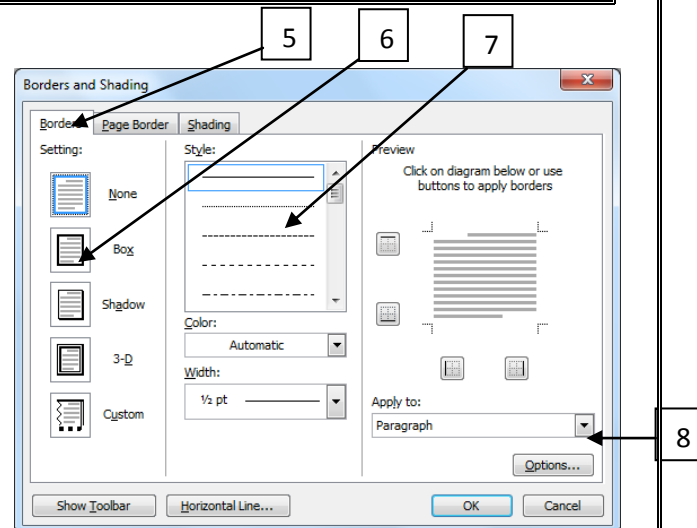 5 6 7
Borders and Shading
Borders Page Border Shading
Setting: Style: Preview
Click on diagram below or use
buttons to apply borders
None
Box
Shadow
3-D
Custom
Color:
Automatic
Width:
½ pt
Apply to:
Paragraph
8
Options...
Show Toolbar Horizontal Line... OK Cancel